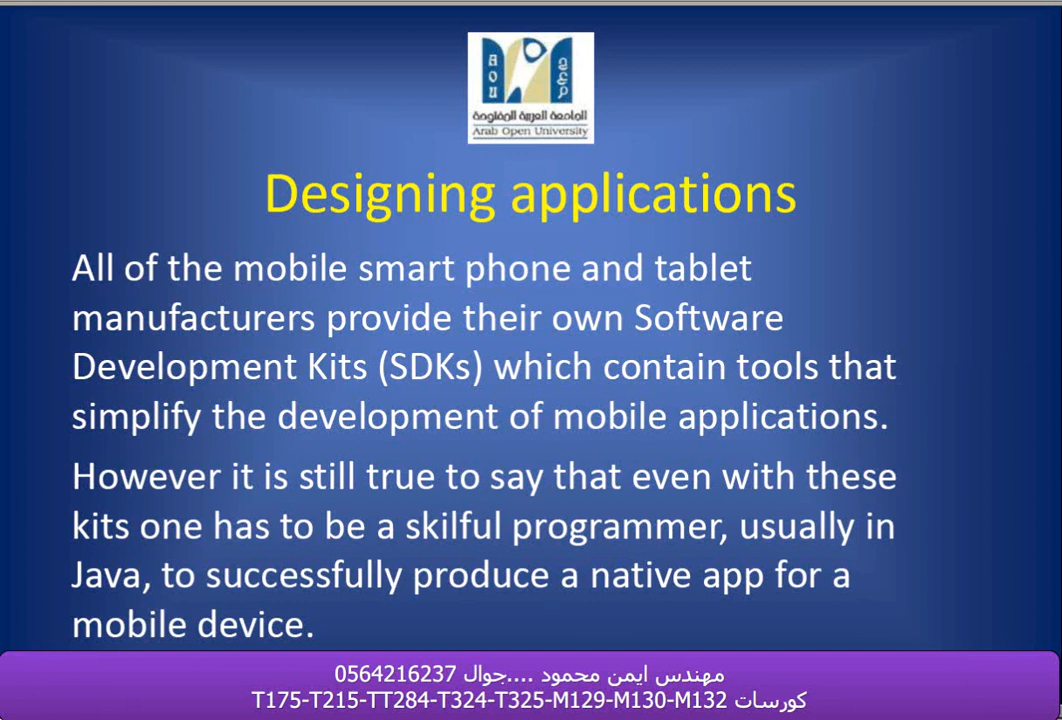 AOU
جعم
الجامعة العربية المفتوحة
Arab Open University
Designing applications
All of the mobile smart phone and tablet
manufacturers provide their own Software
Development Kits (SDKs) which contain tools that
simplify the development of mobile applications.
However it is still true to say that even with these
kits one has to be a skilful programmer, usually in
Java, to successfully produce a native app for a
mobile device.
مهندس ايمن محمود ....جوال 0564216237
كورسات T175-T215-TT284-T324-T325-M129-M130-M132